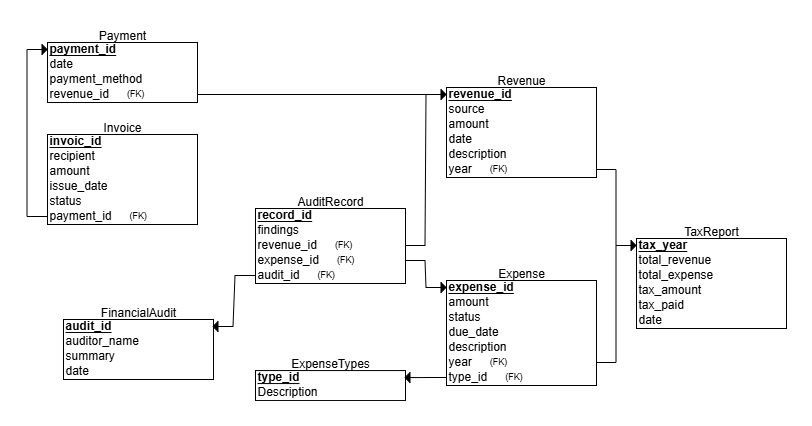 Payment
payment_id
date
payment_method
revenue_id (FK)
Invoice
invoic_id
recipient
amount
issue_date
status
payment_id (FK)
Revenue
revenue_id
source
amount
date
description
year (FK)
AuditRecord
record_id
findings
revenue_id (FK)
expense_id (FK)
audit_id (FK)
TaxReport
tax_year
total_revenue
total_expense
tax_amount
tax_paid
date
Expense
expense_id
amount
status
due_date
description
year (FK)
type_id (FK)
FinancialAudit
audit_id
auditor_name
summary
date
ExpenseTypes
type_id
Description